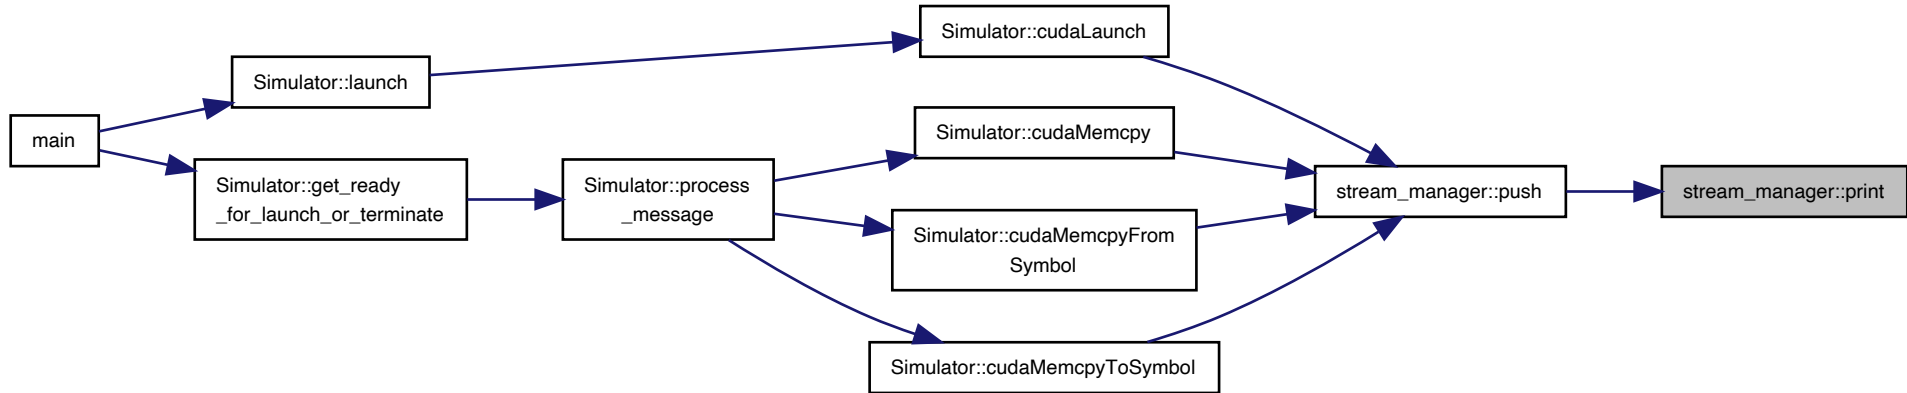 main
Simulator::launch
Simulator::get_ready
_for_launch_or_terminate
Simulator::process
_message
Simulator::cudaLaunch
Simulator::cudaMemcpy
Simulator::cudaMemcpyFrom
Symbol
Simulator::cudaMemcpyToSymbol
stream_manager::push
stream_manager::print